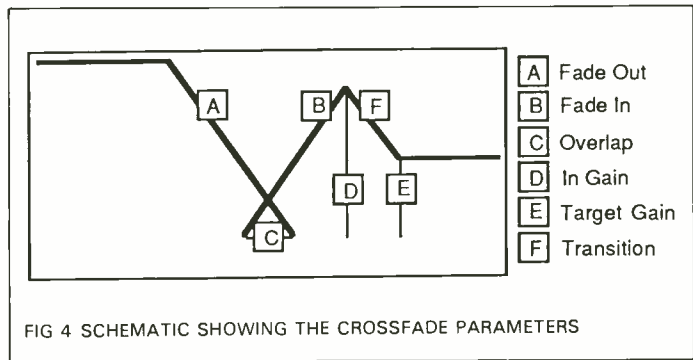 A
B
F
D
E
C
A Fade Out
B Fade In
C Overlap
D In Gain
E Target Gain
F Transition
FIG 4 SCHEMATIC SHOWING THE CROSSFADE PARAMETERS